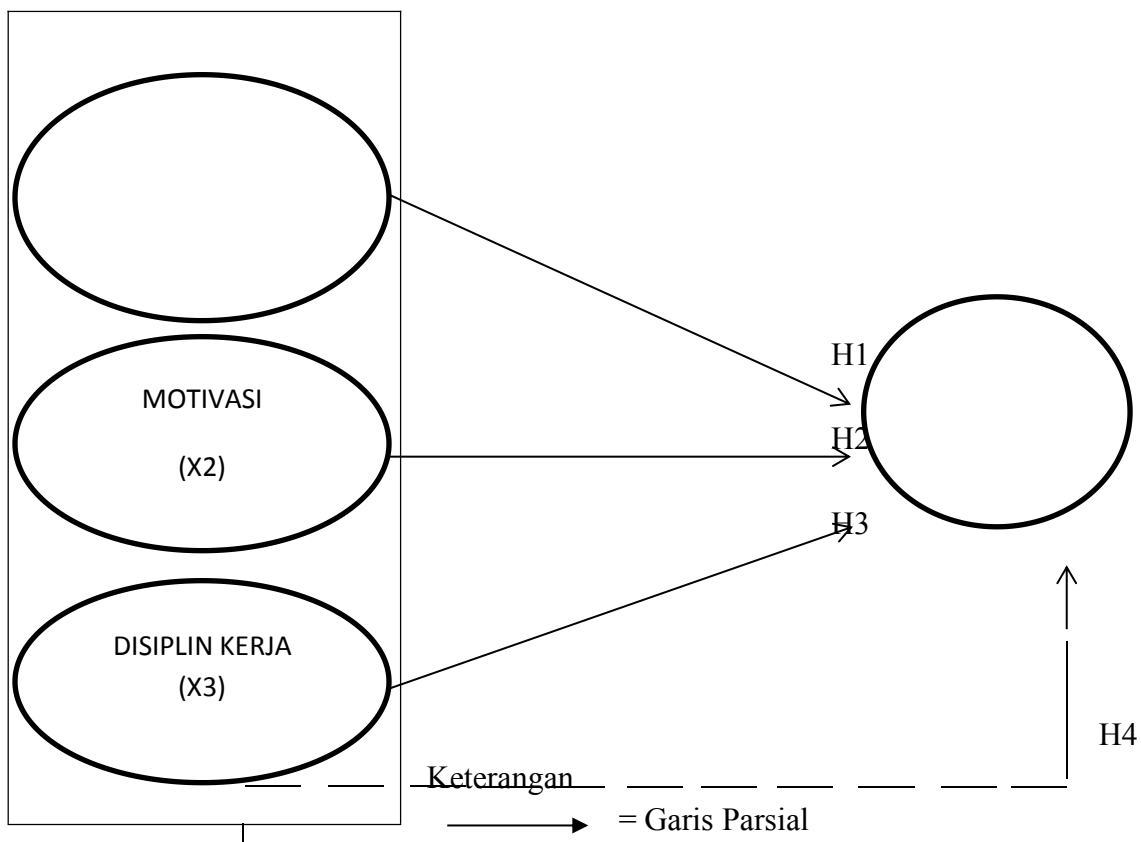 H1
MOTIVASI
(X2)
H2
H3
DISIPLIN KERJA
(X3)
H4
Keterangan
= Garis Parsial